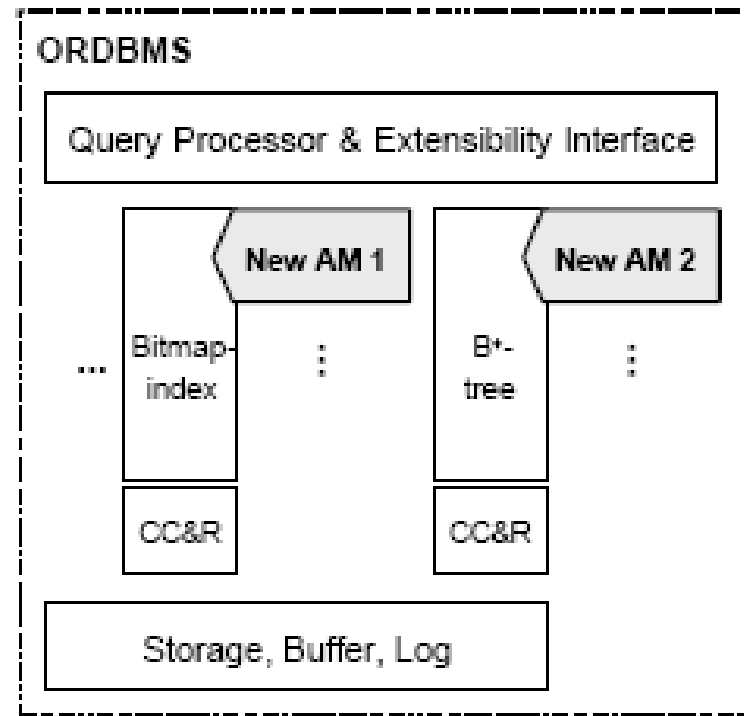 ORDBMS
Query Processor & Extensibility Interface
New AM 1
New AM 2
...
Bitmap-
index
⋮
B+-
tree
⋮
CC&R
CC&R
Storage, Buffer, Log